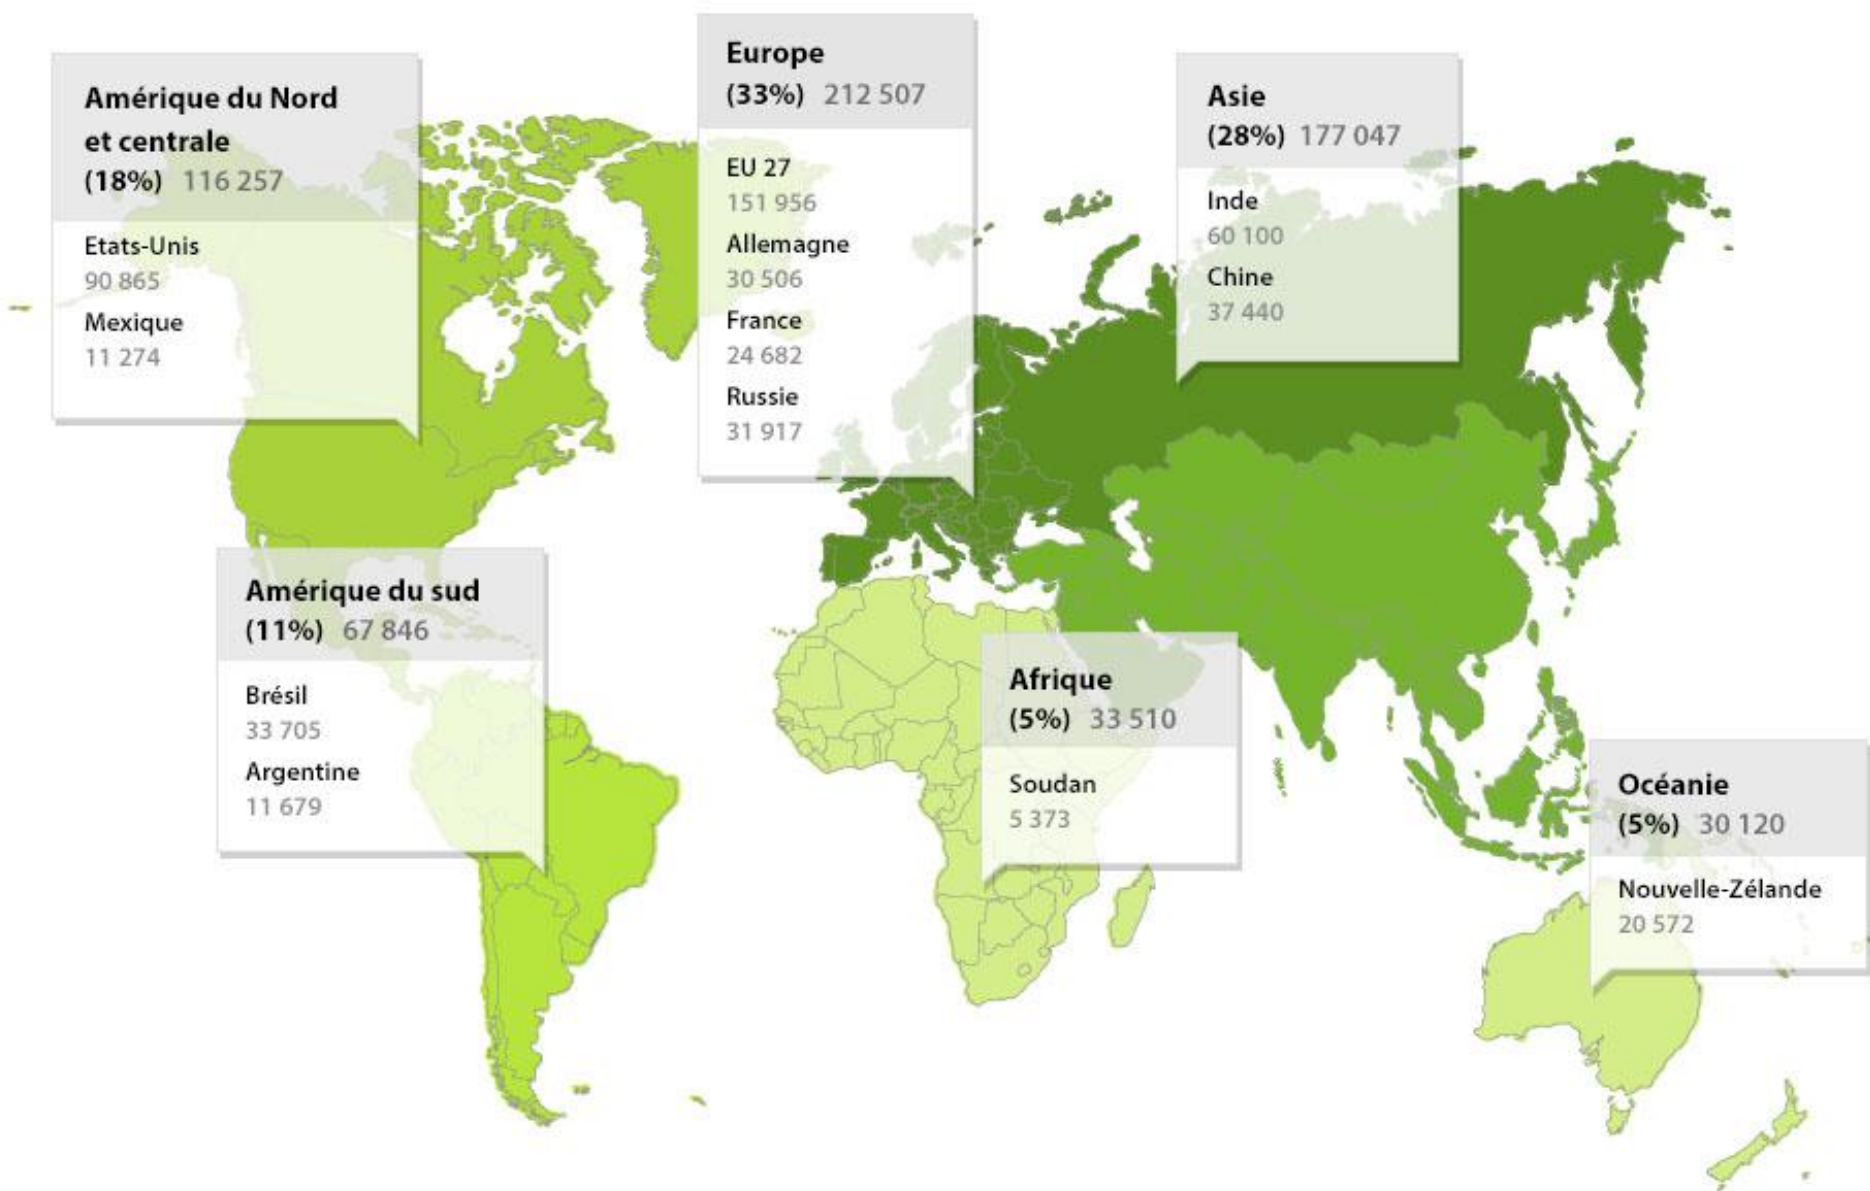 Amérique du Nord
et centrale
(18%) 116 257
Etats-Unis
90 865
Mexique
11 274
Europe
(33%) 212 507
EU 27
151 956
Allemagne
30 506
France
24 682
Russie
31 917
Asie
(28%) 177 047
Inde
60 100
Chine
37 440
Amérique du sud
(11%) 67 846
Brésil
33 705
Argentine
11 679
Afrique
(5%) 33 510
Soudan
5 373
Océanie
(5%) 30 120
Nouvelle-Zélande
20 572